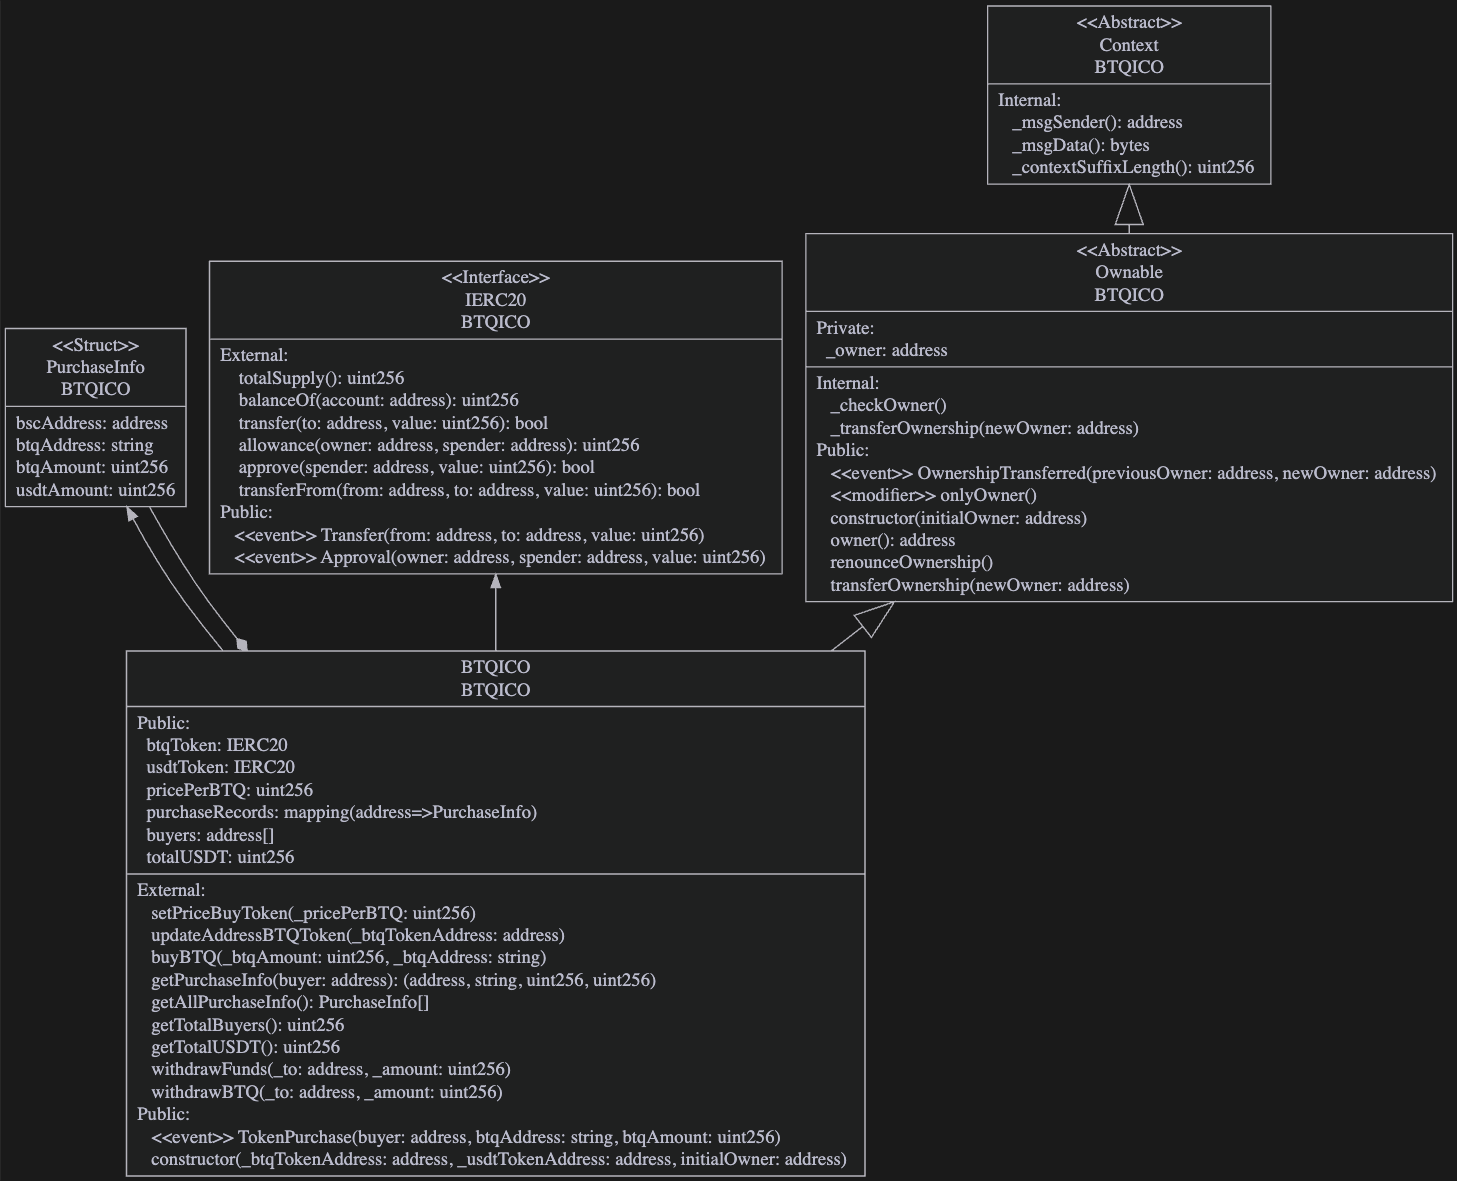 <<Abstract>>
Context
BTQICO
Internal:
_msgSender(): address
_msgData(): bytes
_contextSuffixLength(): uint256
<<Abstract>>
Ownable
BTQICO
Private:
_owner: address
Internal:
_checkOwner()
_transferOwnership(newOwner: address)
Public:
<<event>> OwnershipTransferred(previousOwner: address, newOwner: address)
<<modifier>> onlyOwner()
constructor(initialOwner: address)
owner(): address
renounceOwnership()
transferOwnership(newOwner: address)
<<Interface>>
IERC20
BTQICO
External:
totalSupply(): uint256
balanceOf(account: address): uint256
transfer(to: address, value: uint256): bool
allowance(owner: address, spender: address): uint256
approve(spender: address, value: uint256): bool
transferFrom(from: address, to: address, value: uint256): bool
Public:
<<event>> Transfer(from: address, to: address, value: uint256)
<<event>> Approval(owner: address, spender: address, value: uint256)
<<Struct>>
PurchaseInfo
BTQICO
bscAddress: address
btqAddress: string
btqAmount: uint256
usdtAmount: uint256
BTQICO
BTQICO
Public:
btqToken: IERC20
usdtToken: IERC20
pricePerBTQ: uint256
purchaseRecords: mapping(address=>PurchaseInfo)
buyers: address[]
totalUSDT: uint256
External:
setPriceBuyToken(_pricePerBTQ: uint256)
updateAddressBTQToken(_btqTokenAddress: address)
buyBTQ(_btqAmount: uint256, _btqAddress: string)
getPurchaseInfo(buyer: address): (address, string, uint256, uint256)
getAllPurchaseInfo(): PurchaseInfo[]
getTotalBuyers(): uint256
getTotalUSDT(): uint256
withdrawFunds(_to: address, _amount: uint256)
withdrawBTQ(_to: address, _amount: uint256)
Public:
<<event>> TokenPurchase(buyer: address, btqAddress: string, btqAmount: uint256)
constructor(_btqTokenAddress: address, _usdtTokenAddress: address, initialOwner: address)